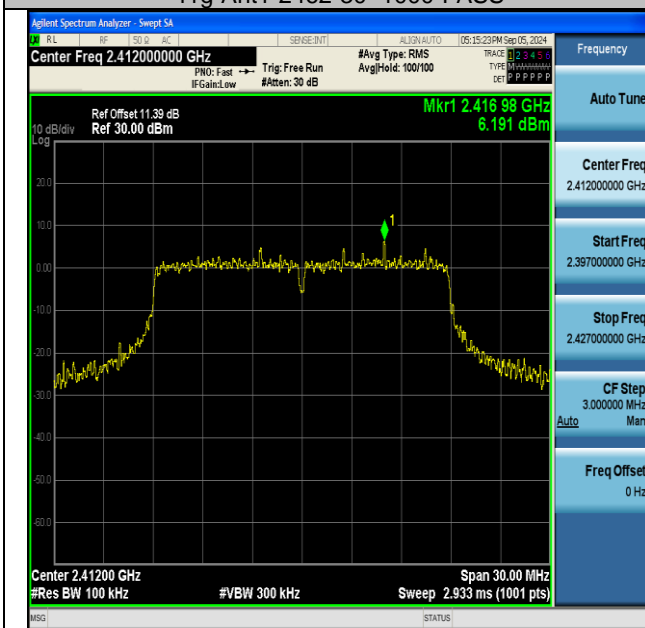 Agilent Spectrum Analyzer - Swept SA
RL RF 50 Ω AC SENSE:INT ALIGN AUTO 05:15:23 PM Sep 05, 2024
Center Freq 2.412000000 GHz
PNO: Fast
IFGain:Low
Trig: Free Run
#Atten: 30 dB
#Avg Type: RMS
Avg|Hold: 100/100
TRACE 1 2 3 4 5 6
TYPE
DET P P P P P P
Mkr1 2.416 98 GHz
6.191 dBm
Ref Offset 11.39 dB
10 dB/div Ref 30.00 dBm
Log
20.0
10.0
0.00
-10.0
-20.0
-30.0
-40.0
-50.0
-60.0
1
Center 2.41200 GHz
Span 30.00 MHz
#Res BW 100 kHz
#VBW 300 kHz
Sweep 2.933 ms (1001 pts)
MSG
STATUS
Frequency
Auto Tune
Center Freq
2.412000000 GHz
Start Freq
2.397000000 GHz
Stop Freq
2.427000000 GHz
CF Step
3.000000 MHz
Auto Man
Freq Offset
0 Hz